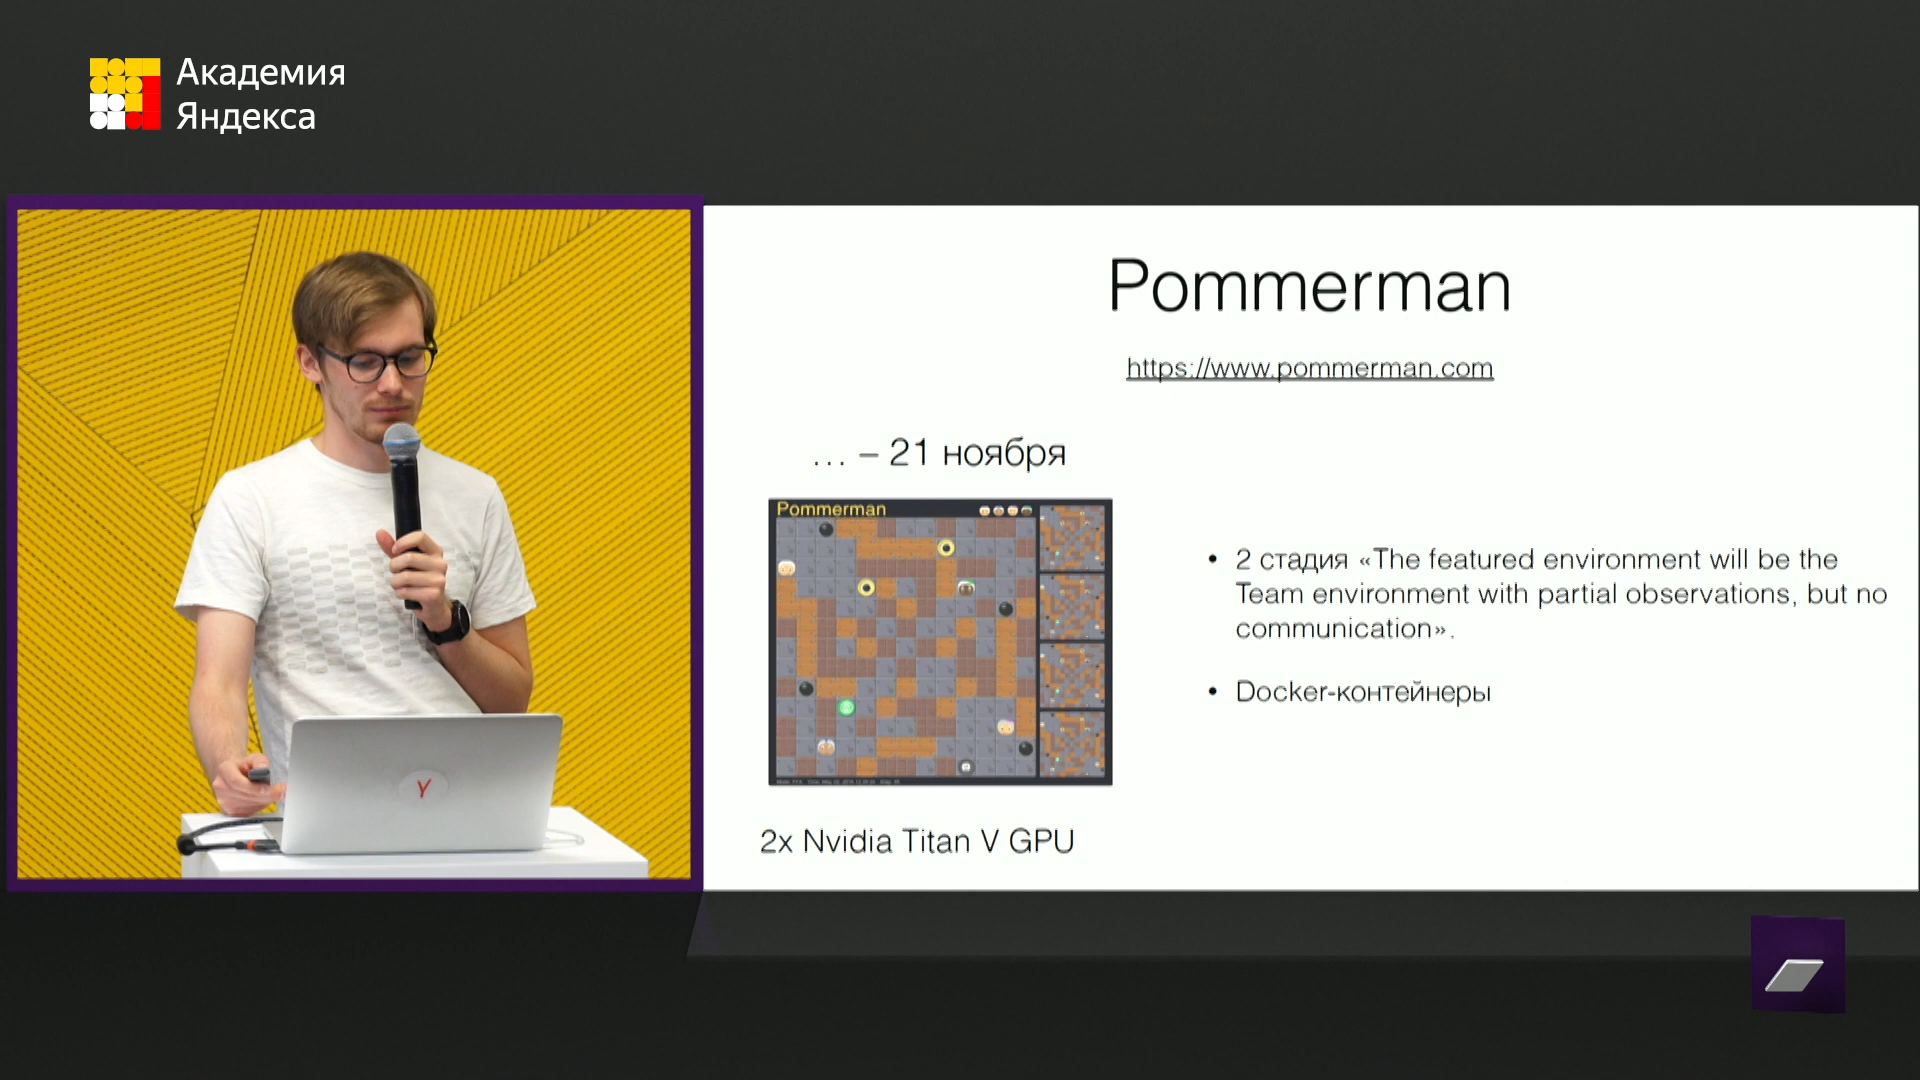 Академия
Яндекса
Pommerman
https://www.pommerman.com
… – 21 ноября
Pommerman
• 2 стадия «The featured environment will be the
Team environment with partial observations, but no
communication».
• Docker-контейнеры
2x Nvidia Titan V GPU
Y